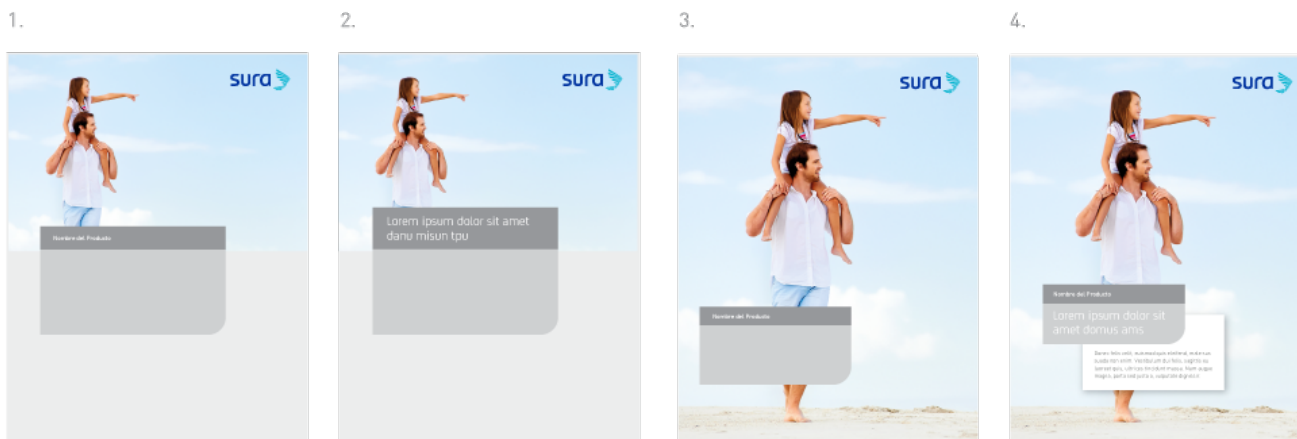 1.
2.
3.
4.
sura
sura
sura
sura
Nombre del Producto
Lorem ipsum dolor sit amet
danu misun tpu
Nombre del Producto
Nombre del Producto
Lorem ipsum dolor sit
amet domus ams